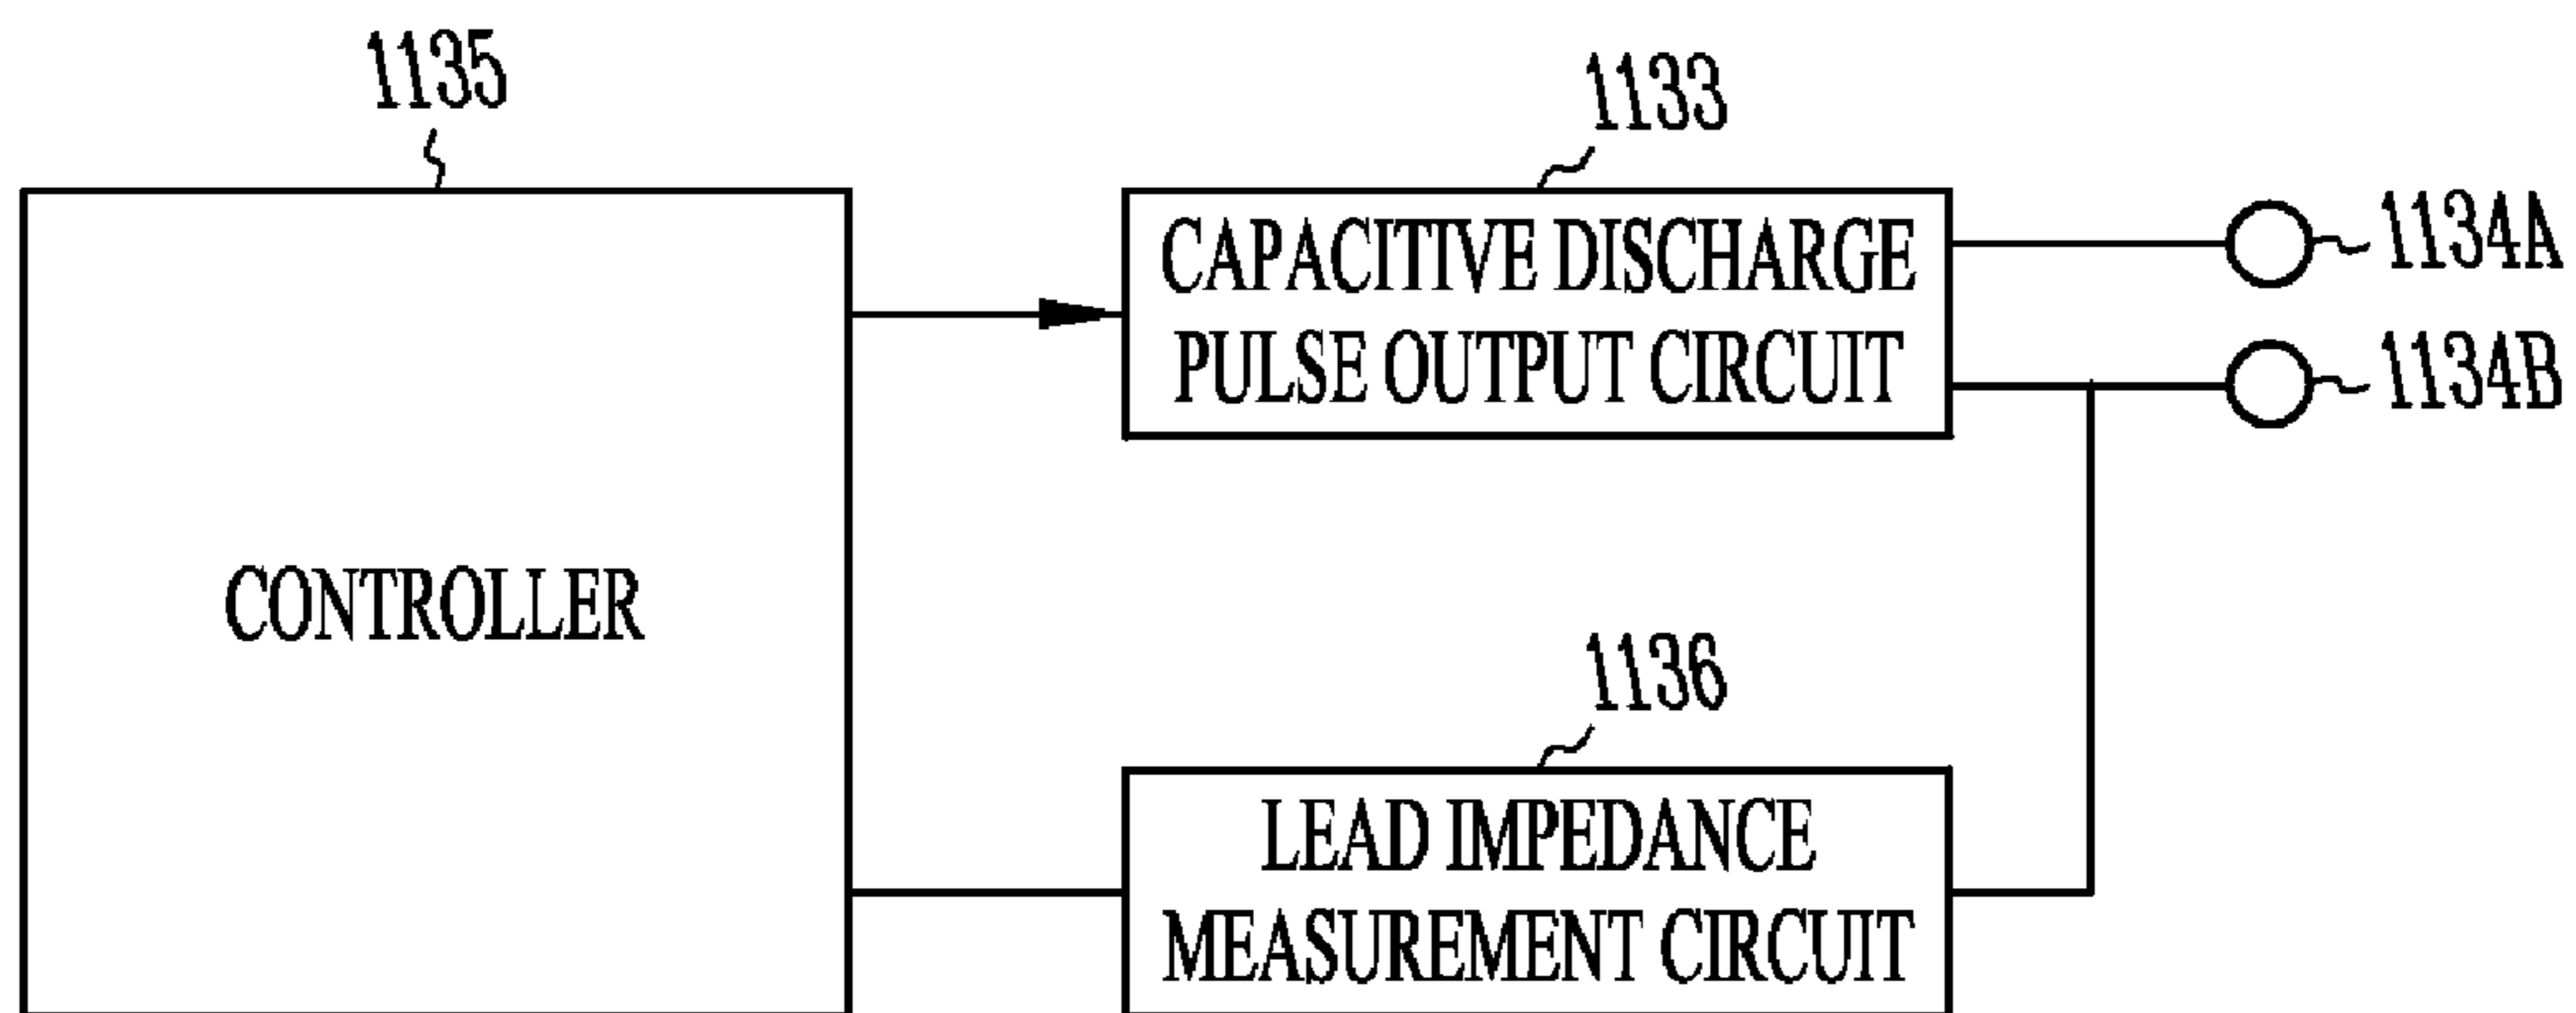 1135
1133
CAPACITIVE DISCHARGE
PULSE OUTPUT CIRCUIT
1134A
1134B
CONTROLLER
1136
LEAD IMPEDANCE
MEASUREMENT CIRCUIT